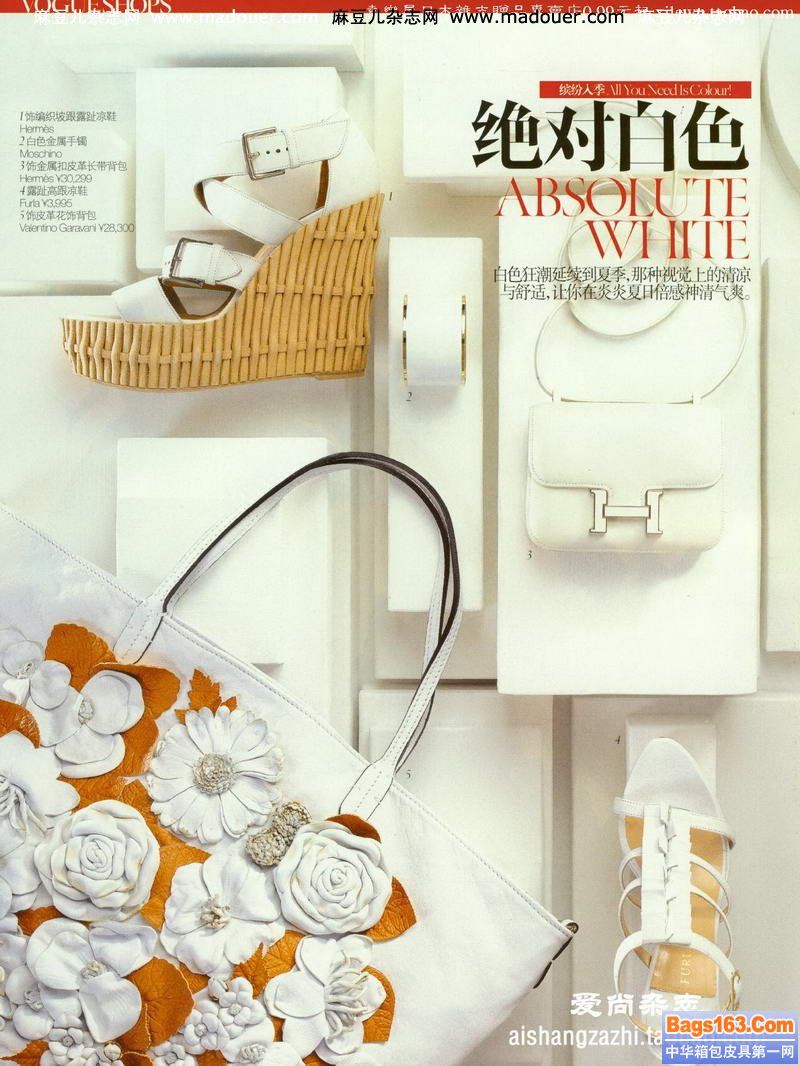 VOGUE SHOPS
麻豆儿杂志网 www.madouer.com 麻豆儿杂志网 www.madouer.com 麻豆儿
缤纷入季 All You Need Is Colour!
绝对白色
ABSOLUTE
WHITE
白色狂潮延续到夏季,那种视觉上的清凉
与舒适,让你在炎炎夏日倍感神清气爽。
1 饰编织坡跟露趾凉鞋
Hermès
2 白色金属手镯
Moschino
3 饰金属扣皮革长带背包
Hermès ¥30,299
4 露趾高跟凉鞋
Furla ¥3,995
5 饰皮革花饰背包
Valentino Garavani ¥28,300
1
2
3
4
5
FURLA
爱尚杂志
aishangzazhi.ta
Bags163.Com
中华箱包皮具第一网